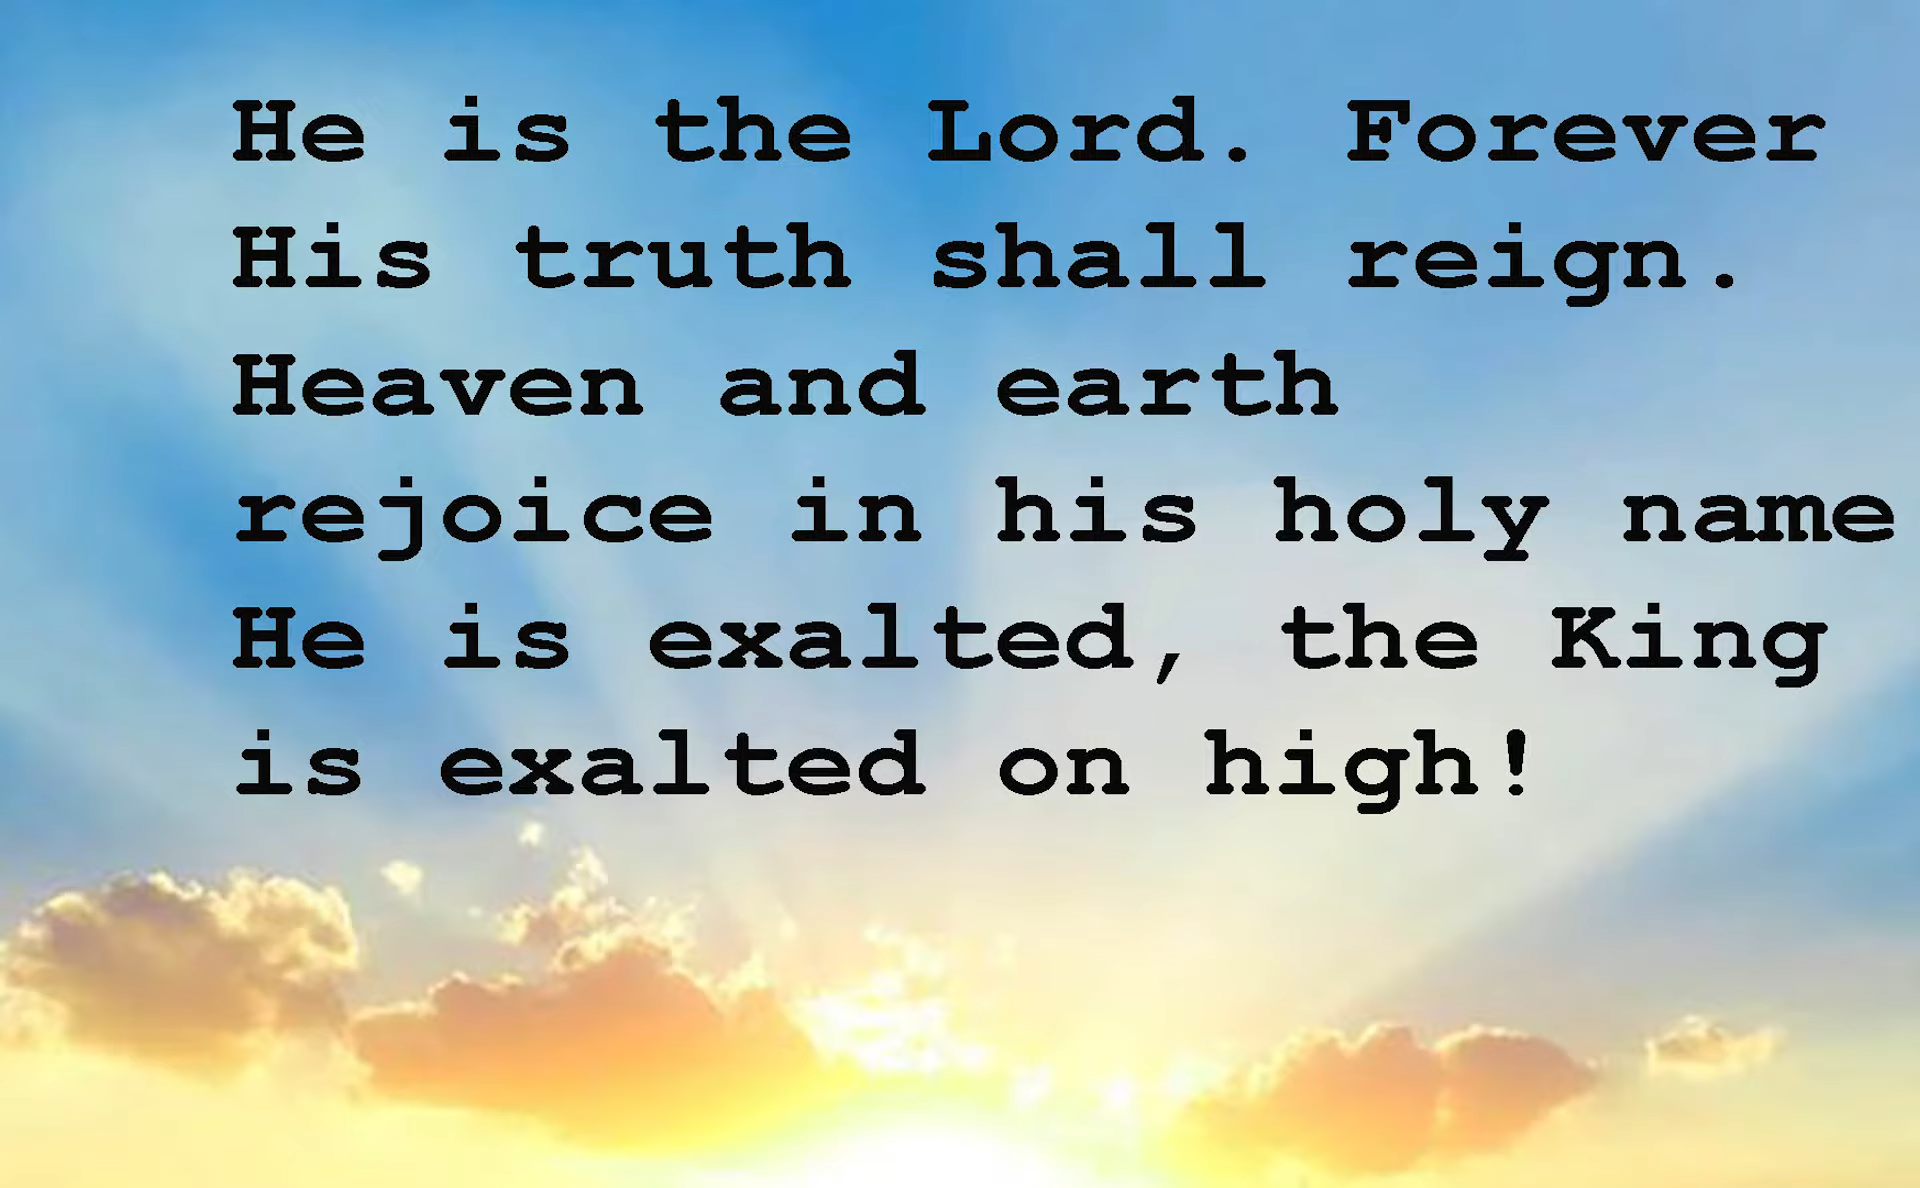 He is the Lord. Forever
His truth shall reign.
Heaven and earth
rejoice in his holy name
He is exalted, the King
is exalted on high!